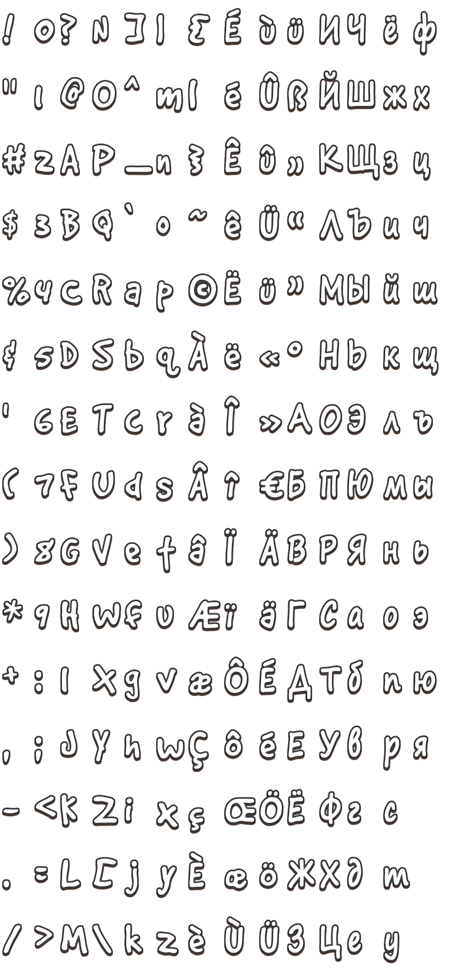 ! 0 ? N ] l { É ù ü И Ч ё ф
" 1 @ O ^ m | é Û ß Й Ш ж х
# 2 A P _ n } Ê û » К Щ з ц
$ 3 B Q ` o ~ ê Ü “ Л Ъ и ч
% 4 C R a p © Ë ü ” М Ы й ш
& 5 D S b q À ë « ° Н Ь к щ
' 6 E T c r à Î » А О Э л ъ
( 7 F U d s Â î € Б П Ю м ы
) 8 G V e t â Ï Ä В Р Я н ь
* 9 H W f u Æ ï ä Г С а о э
+ : I X g v æ Ô É Д Т б п ю
, ; J Y h w Ç ô é Е У в р я
- < K Z i x ç Œ Ö Ё Ф г с
. = L [ j y È œ ö Ж Х д т
/ > M \ k z è Ù Ü З Ц е у